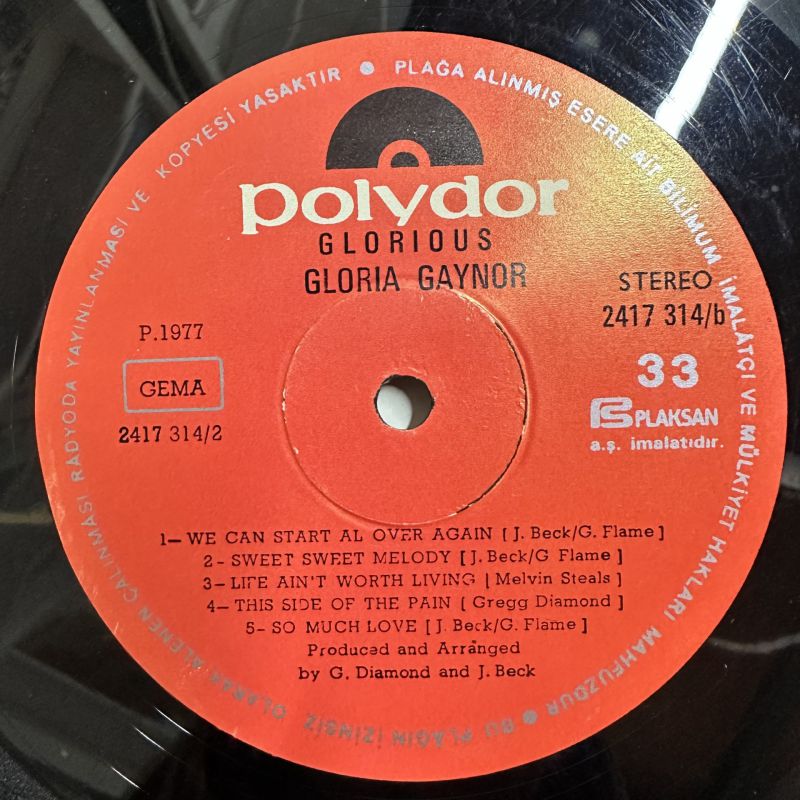 PLAĞA ALINMIŞ ESERE AİT BİLİMUM İMALÂTÇI VE MÜLKİYET HAKLARI MAHFUZDUR ● BU PLAĞIN İZİNSİZ OLARAK ALENEN ÇALINMASI RADYODA YAYINLANMASI VE KOPYESİ YASAKTIR ●
polydor
GLORIOUS
GLORIA GAYNOR
STEREO
2417 314/b
P.1977
33
GEMA
PLAKSAN
2417 314/2
a.ş. imalatıdır.
1— WE CAN START AL OVER AGAIN [ J. Beck/G. Flame ]
2 - SWEET SWEET MELODY [ J. Beck/G Flame ]
3— LIFE AIN'T WORTH LIVING [ Melvin Steals ]
4— THIS SIDE OF THE PAIN [ Gregg Diamond ]
5— SO MUCH LOVE [ J. Beck/G. Flame ]
Produced and Arranged
by G. Diamond and J. Beck